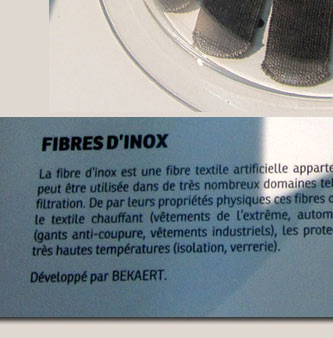 FIBRES D'INOX
La fibre d'inox est une fibre textile artificielle
peut être utilisée dans de très nombreux domaines
filtration. De par leurs propriétés physiques ces fibres
le textile chauffant (vêtements de l'extrême,
(gants anti-coupure, vêtements industriels), les
très hautes températures (isolation, verrerie).
Développé par BEKAERT.